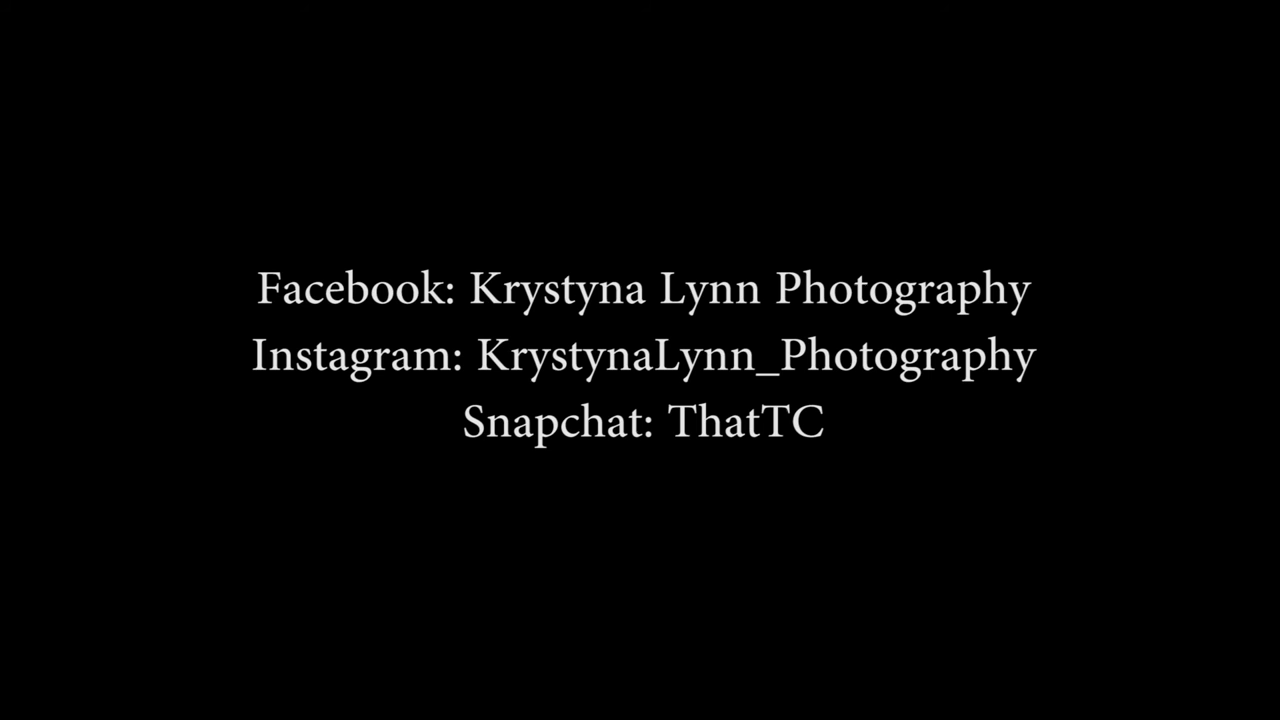 Facebook: Krystyna Lynn Photography
Instagram: KrystynaLynn_Photography
Snapchat: ThatTC